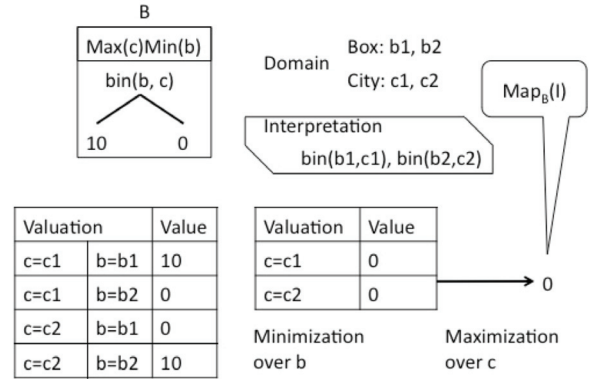 B
Max(c)Min(b)
bin(b, c)
10 0
Domain
Box: b1, b2
City: c1, c2
Map_B(I)
Interpretation
bin(b1,c1), bin(b2,c2)
Valuation Value
c=c1 b=b1 10
c=c1 b=b2 0
c=c2 b=b1 0
c=c2 b=b2 10
Valuation Value
c=c1 0
c=c2 0
0
Minimization
over b
Maximization
over c